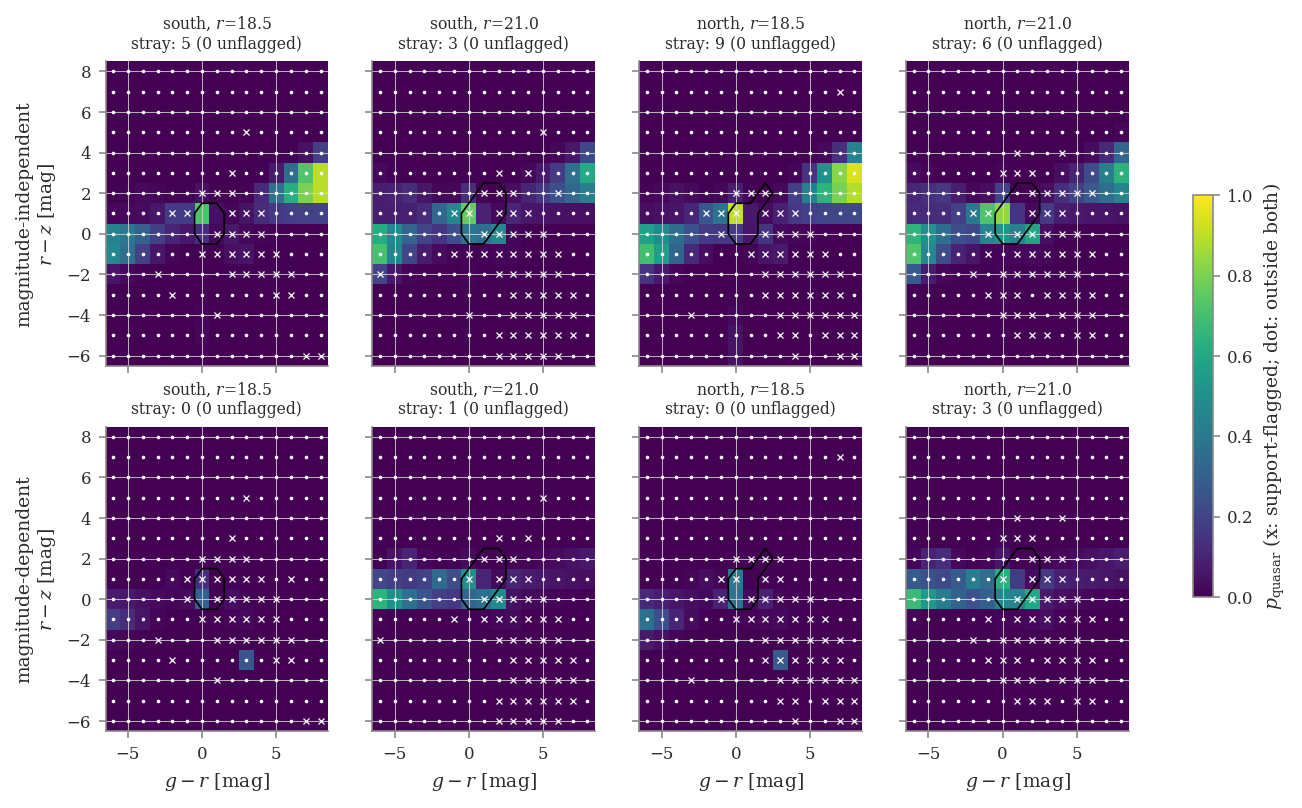 south, r=18.5
stray: 5 (0 unflagged)
south, r=21.0
stray: 3 (0 unflagged)
north, r=18.5
stray: 9 (0 unflagged)
north, r=21.0
stray: 6 (0 unflagged)
magnitude-independent
r − z [mag]
8
6
4
2
0
−2
−4
−6
south, r=18.5
stray: 0 (0 unflagged)
south, r=21.0
stray: 1 (0 unflagged)
north, r=18.5
stray: 0 (0 unflagged)
north, r=21.0
stray: 3 (0 unflagged)
magnitude-dependent
r − z [mag]
8
6
4
2
0
−2
−4
−6
−5 0 5
−5 0 5
−5 0 5
−5 0 5
g − r [mag]
g − r [mag]
g − r [mag]
g − r [mag]
1.0
0.8
0.6
0.4
0.2
0.0
p_quasar (x: support-flagged; dot: outside both)